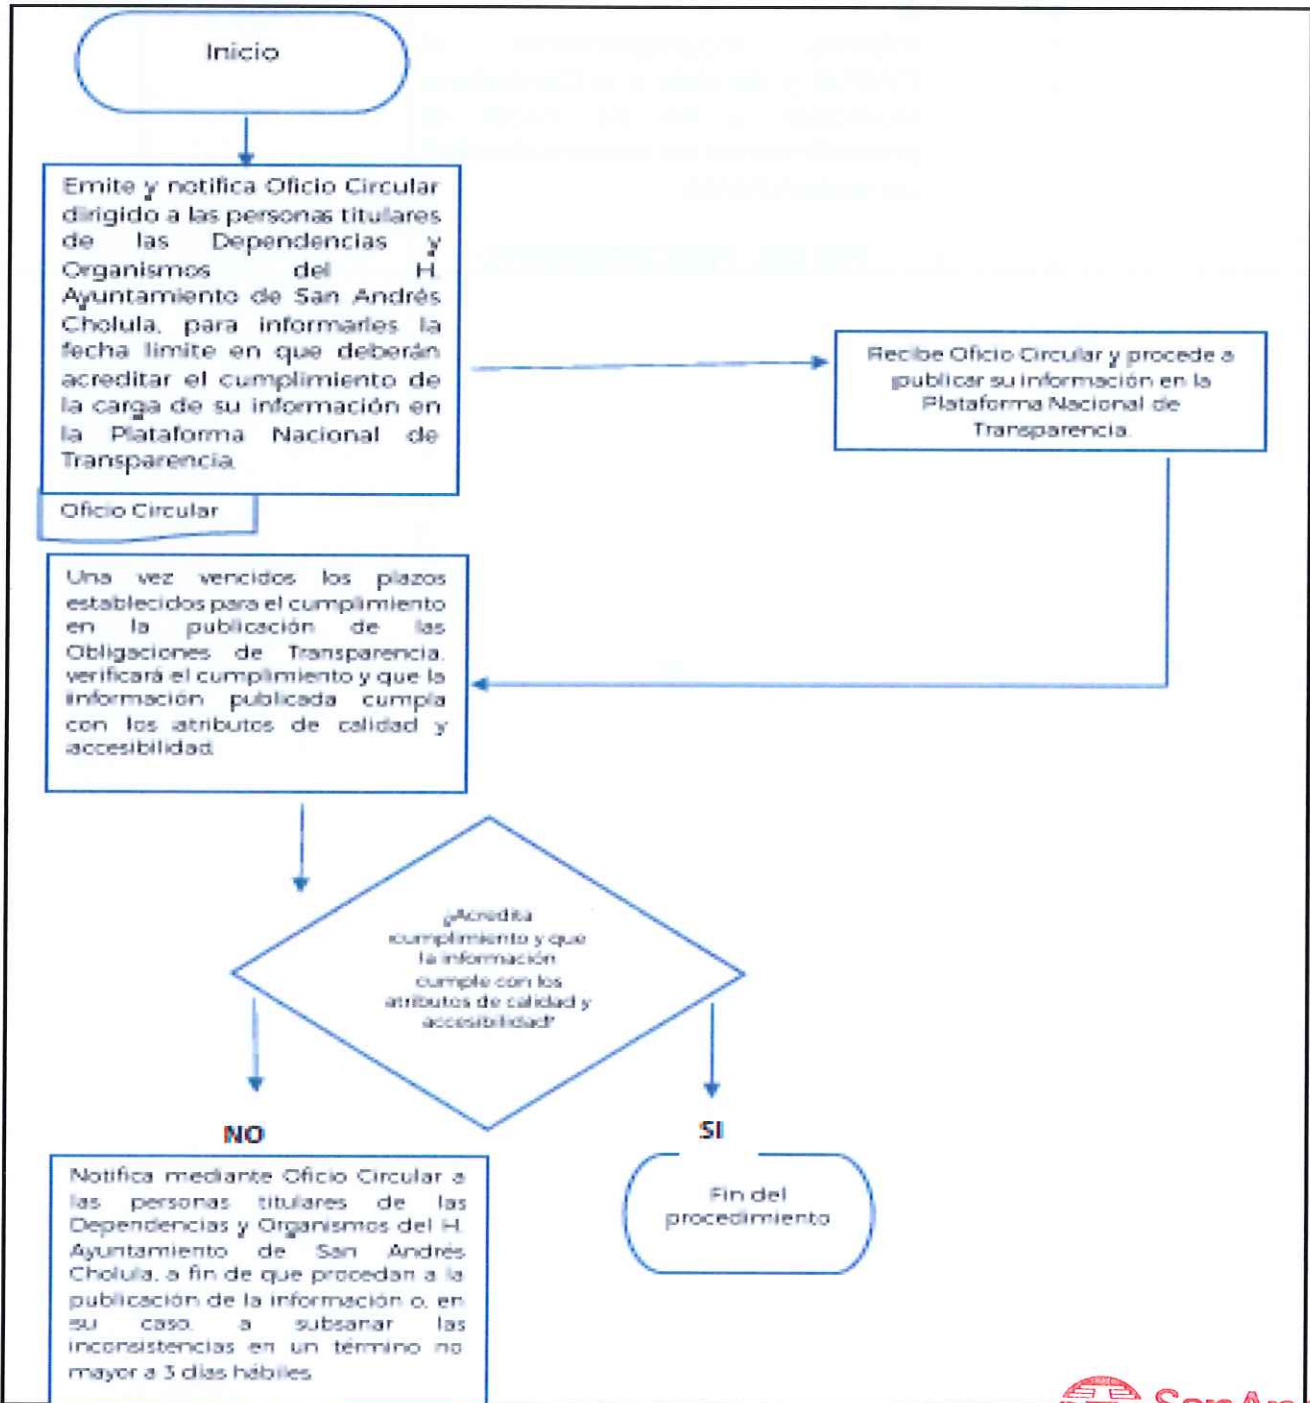 Inicio
Emite y notifica Oficio Circular
dirigido a las personas titulares
de las Dependencias y
Organismos del H.
Ayuntamiento de San Andrés
Cholula, para informarles la
fecha límite en que deberán
acreditar el cumplimiento de
la carga de su información en
la Plataforma Nacional de
Transparencia.
Oficio Circular
Recibe Oficio Circular y procede a
publicar su información en la
Plataforma Nacional de
Transparencia.
Una vez vencidos los plazos
establecidos para el cumplimiento
en la publicación de las
Obligaciones de Transparencia,
verificará el cumplimiento y que la
información publicada cumpla
con los atributos de calidad y
accesibilidad.
¿Acredita
cumplimiento y que
la información
cumple con los
atributos de calidad y
accesibilidad?
NO
SI
Notifica mediante Oficio Circular a
las personas titulares de las
Dependencias y Organismos del H.
Ayuntamiento de San Andrés
Cholula, a fin de que procedan a la
publicación de la información o, en
su caso, a subsanar las
inconsistencias en un término no
mayor a 3 días hábiles.
Fin del
procedimiento